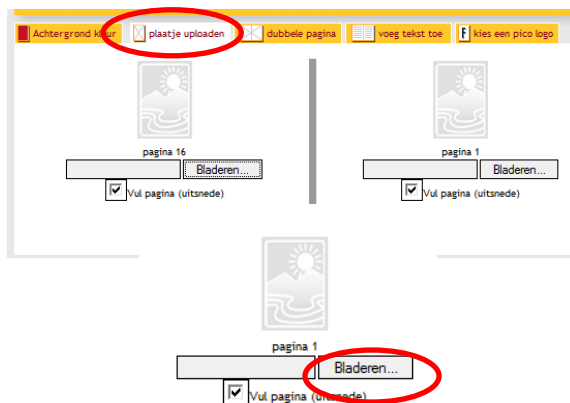 Achtergrond kleur plaatje uploaden dubbele pagina voeg tekst toe F kies een pico logo
pagina 16 pagina 1
Bladeren... Bladeren...
Vul pagina (uitsnede) Vul pagina (uitsnede)
pagina 1
Bladeren...
Vul pagina (uitsnede)